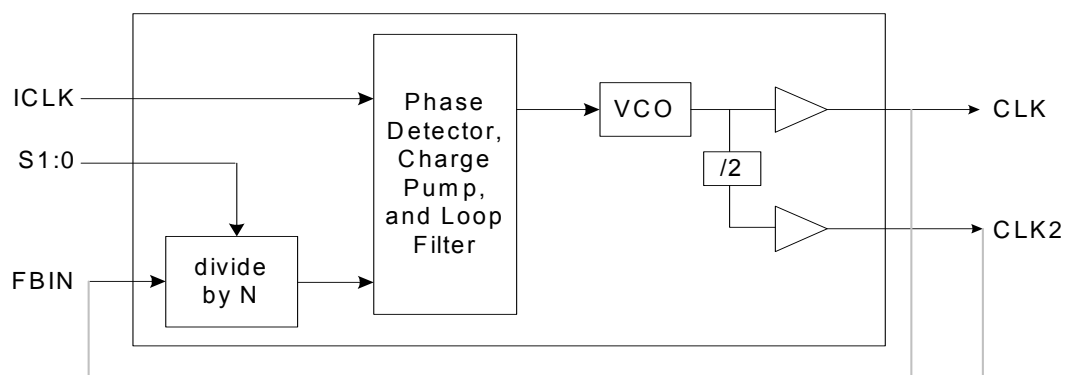 ICLK
S1:0
FBIN
divide
by N
Phase
Detector,
Charge
Pump,
and Loop
Filter
VCO
/2
CLK
CLK2